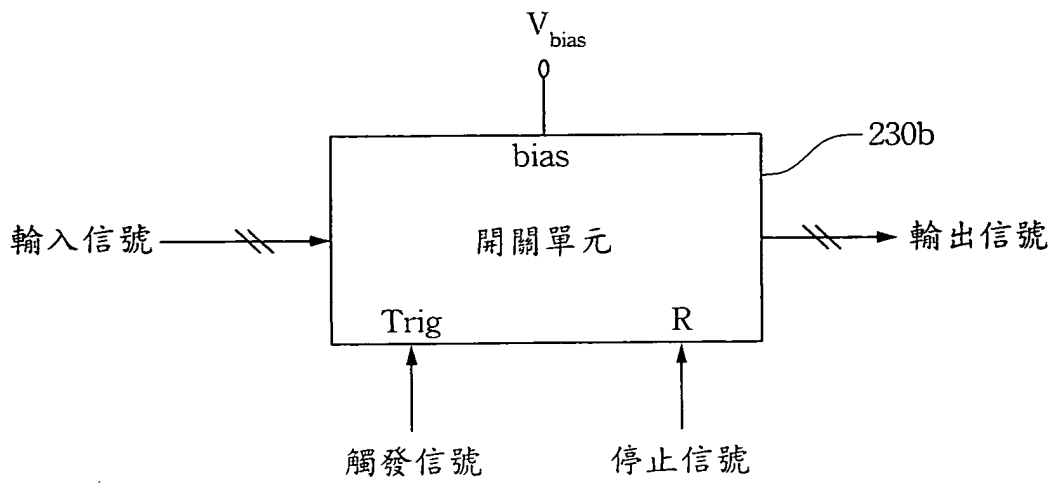 V_bias
bias
230b
輸入信號
開關單元
輸出信號
Trig
R
觸發信號
停止信號